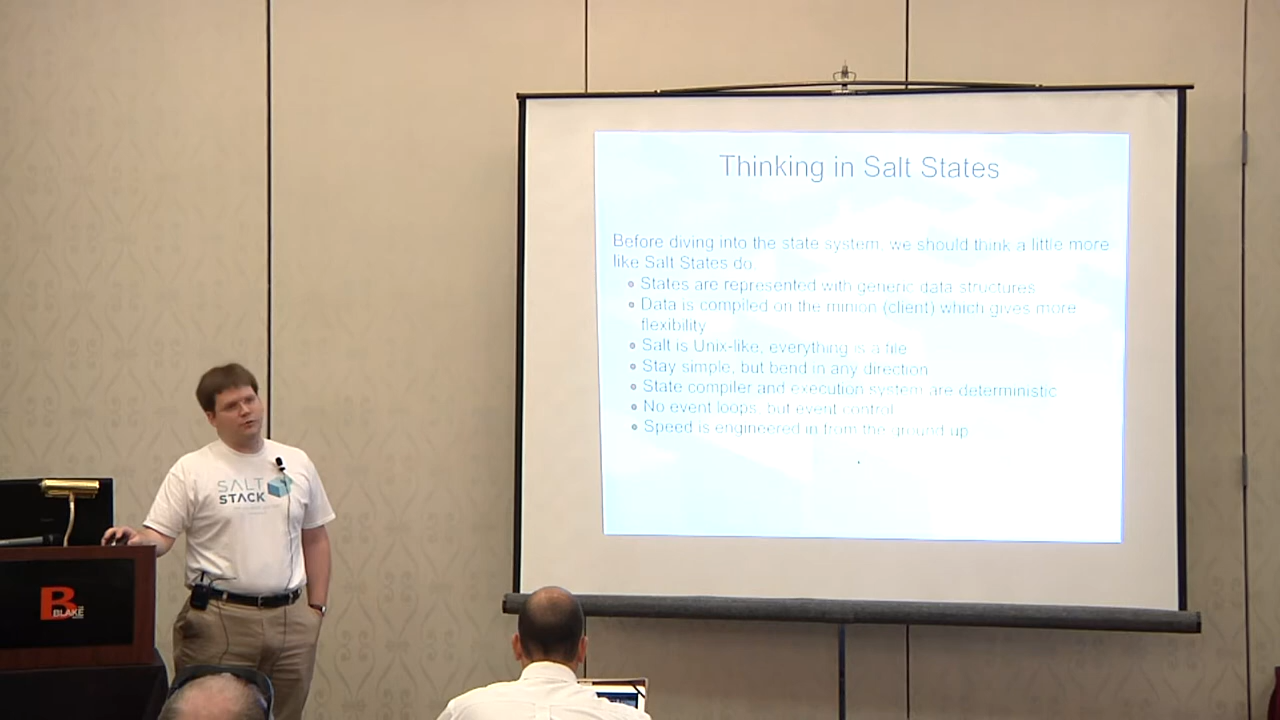 Thinking in Salt States
Before diving into the state system, we should think a little more
like Salt States do.
States are represented with generic data structures
Data is compiled on the minion (client) which gives more
flexibility
Salt is Unix-like, everything is a file
Stay simple, but bend in any direction
State compiler and execution system are deterministic
No event loops, but event control
Speed is engineered in from the ground up
SALT
STACK
B
BLAKE